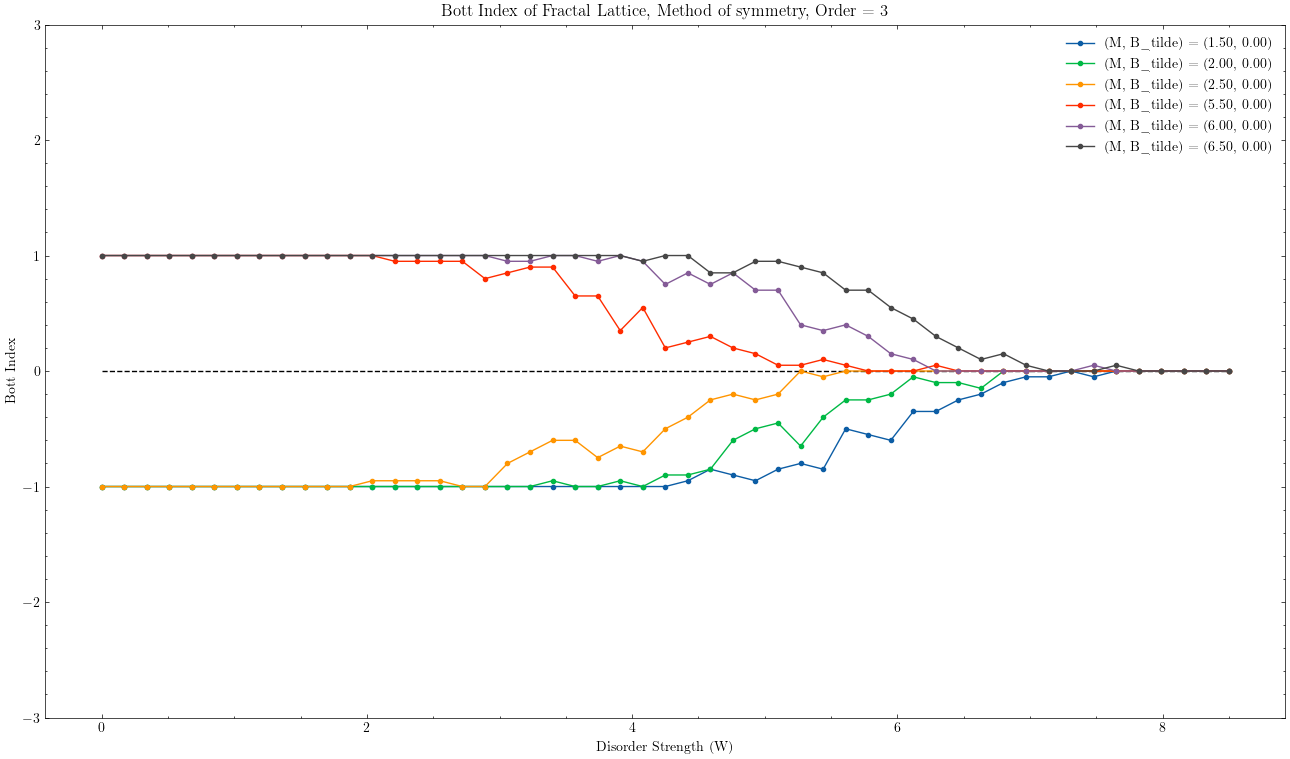 Bott Index of Fractal Lattice, Method of symmetry, Order = 3
3
2
1
0
−1
−2
−3
Bott Index
(M, B_tilde) = (1.50, 0.00)
(M, B_tilde) = (2.00, 0.00)
(M, B_tilde) = (2.50, 0.00)
(M, B_tilde) = (5.50, 0.00)
(M, B_tilde) = (6.00, 0.00)
(M, B_tilde) = (6.50, 0.00)
0 2 4 6 8
Disorder Strength (W)